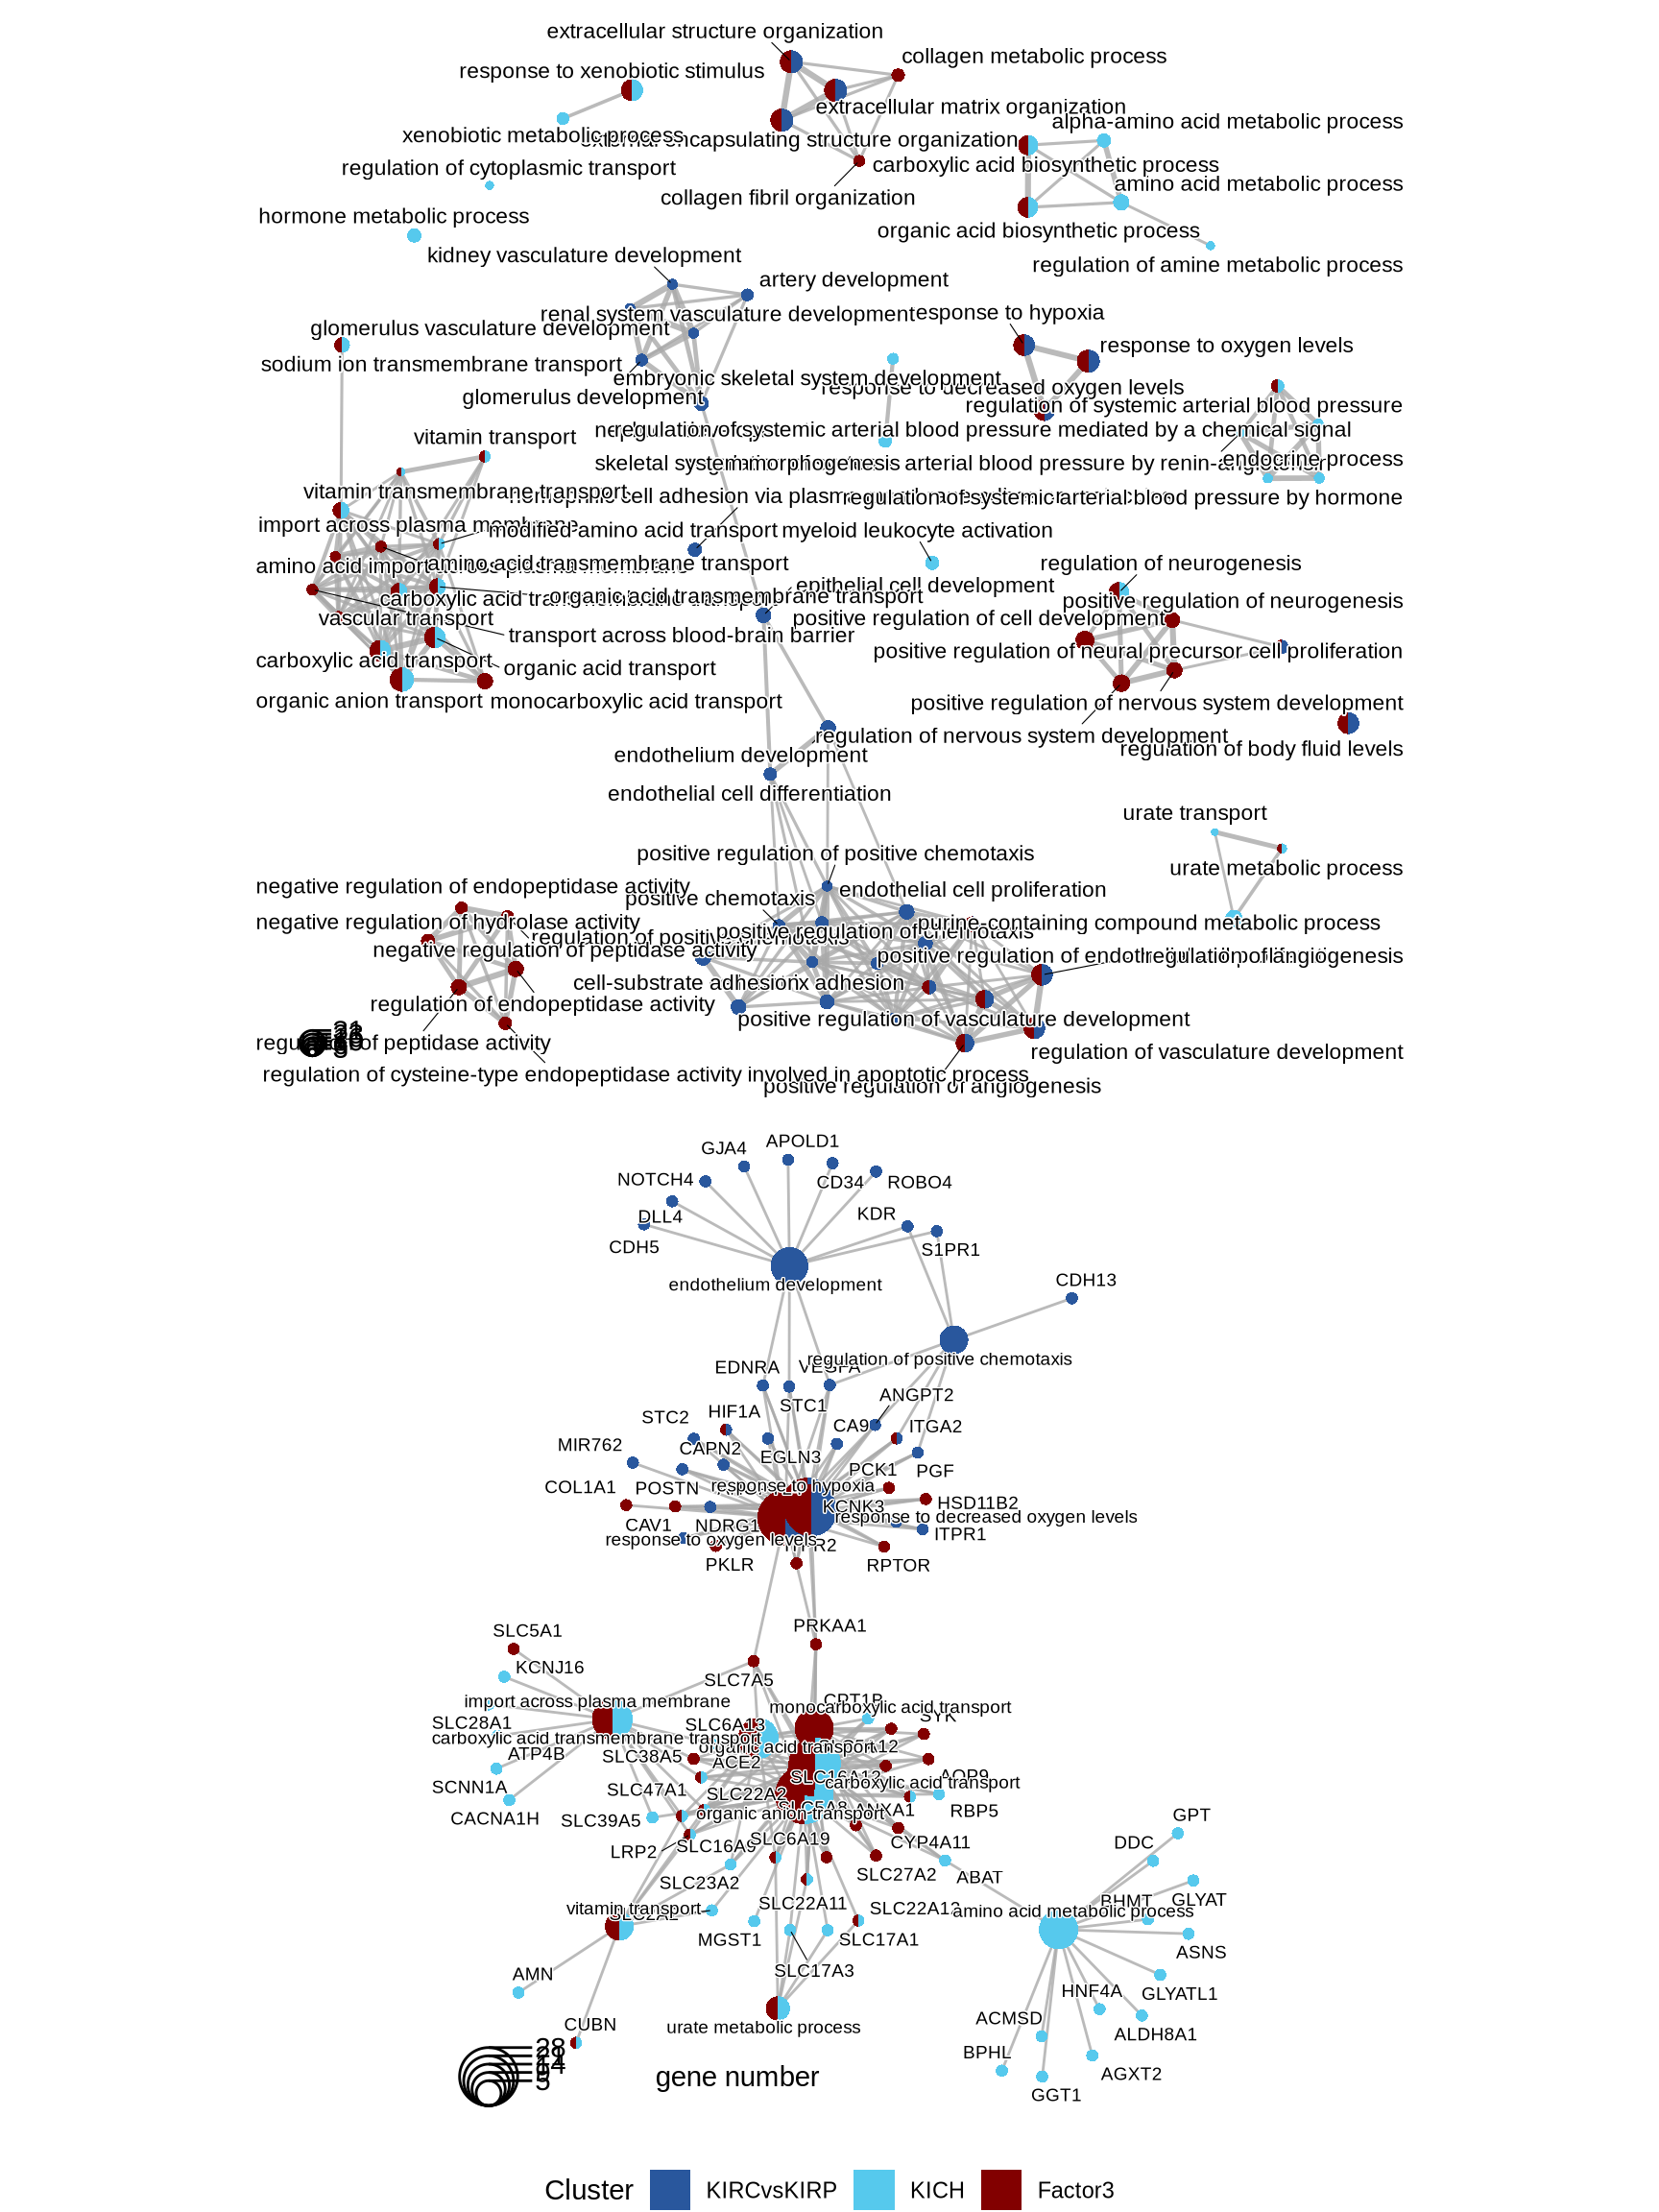 extracellular structure organization
collagen metabolic process
response to xenobiotic stimulus
extracellular matrix organization
alpha-amino acid metabolic process
xenobiotic metabolic process
encapsulating structure organization
carboxylic acid biosynthetic process
regulation of cytoplasmic transport
amino acid metabolic process
collagen fibril organization
hormone metabolic process
organic acid biosynthetic process
kidney vasculature development
regulation of amine metabolic process
artery development
renal system vasculature development
response to hypoxia
glomerulus vasculature development
response to oxygen levels
sodium ion transmembrane transport
embryonic skeletal system development
response to decreased oxygen levels
glomerulus development
regulation of systemic arterial blood pressure
vitamin transport
systemic arterial blood pressure mediated by a chemical signal
skeletal system morphogenesis
arterial blood pressure by renin-
endocrine process
vitamin transmembrane transport
cell adhesion via
regulation of systemic arterial blood pressure by hormone
import across plasma membrane
modified amino acid transport
myeloid leukocyte activation
amino acid import
amino acid transmembrane transport
regulation of neurogenesis
epithelial cell development
carboxylic acid
organic acid transmembrane transport
positive regulation of neurogenesis
vascular transport
positive regulation of cell development
transport across blood-brain barrier
positive regulation of neural precursor cell proliferation
carboxylic acid transport
organic acid transport
organic anion transport
monocarboxylic acid transport
positive regulation of nervous system development
regulation of nervous system development
regulation of body fluid levels
endothelium development
endothelial cell differentiation
urate transport
positive regulation of positive chemotaxis
urate metabolic process
negative regulation of endopeptidase activity
endothelial cell proliferation
positive chemotaxis
negative regulation of hydrolase activity
purine-containing compound metabolic process
regulation of positive
positive regulation of chemotaxis
negative regulation of peptidase activity
positive regulation of
regulation of angiogenesis
cell-substrate adhesion
adhesion
regulation of endopeptidase activity
positive regulation of vasculature development
regulation of peptidase activity
regulation of vasculature development
regulation of cysteine-type endopeptidase activity involved in apoptotic process
positive regulation of angiogenesis
APOLD1
GJA4
NOTCH4
CD34
ROBO4
DLL4
KDR
CDH5
S1PR1
endothelium development
CDH13
regulation of positive chemotaxis
EDNRA
VEGFA
ANGPT2
STC1
HIF1A
STC2
CA9
ITGA2
MIR762
CAPN2
EGLN3
PCK1
PGF
COL1A1
POSTN
response to hypoxia
KCNK3
HSD11B2
response to decreased oxygen levels
CAV1
NDRG1
ITPR1
response to oxygen levels
PKLR
RPTOR
PRKAA1
SLC5A1
KCNJ16
SLC7A5
import across plasma membrane
CPT1B
monocarboxylic acid transport
SYK
SLC28A1
SLC6A13
carboxylic acid transmembrane transport
organic acid transport
ATP4B
SLC38A5
ACE2
SLC16A12
carboxylic acid transport
AQP9
SCNN1A
SLC47A1
SLC22A2
CACNA1H
SLC39A5
SLC5A8
organic anion transport
ANXA1
RBP5
GPT
LRP2
SLC16A9
SLC6A19
CYP4A11
DDC
SLC23A2
SLC27A2
ABAT
SLC22A11
BHMT
GLYAT
vitamin transport
SLC2A2
SLC22A12
amino acid metabolic process
MGST1
SLC17A1
ASNS
SLC17A3
AMN
HNF4A
GLYATL1
CUBN
urate metabolic process
ACMSD
ALDH8A1
BPHL
AGXT2
GGT1
28
21
14
5
gene number
Cluster
KIRCvsKIRP
KICH
Factor3